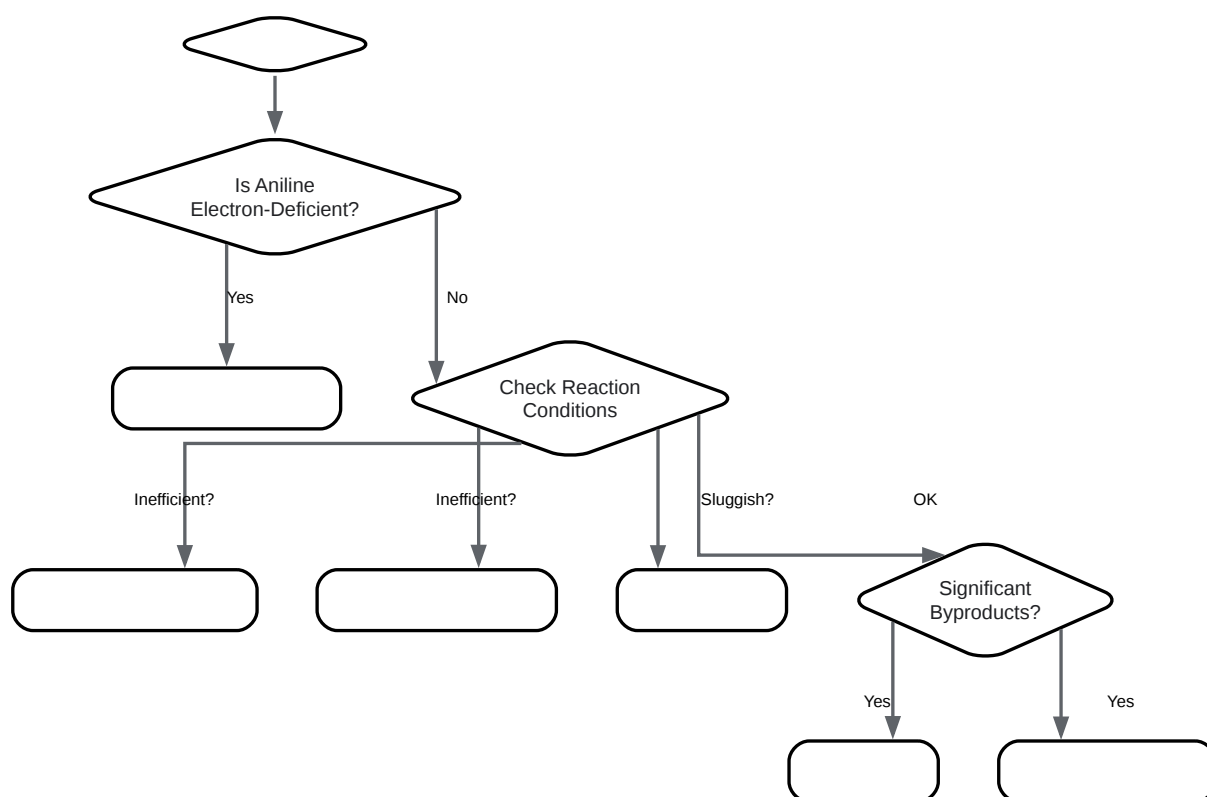 Is Aniline
Electron-Deficient?
Yes
No
Check Reaction
Conditions
Inefficient?
Inefficient?
Sluggish?
OK
Significant
Byproducts?
Yes
Yes